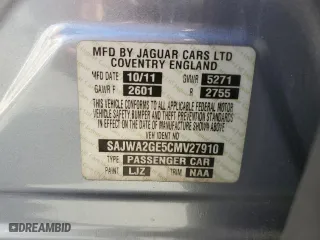 MFD BY JAGUAR CARS LTD
COVENTRY ENGLAND
MFD DATE 10/11 GVWR 5271
GAWR F 2601 R 2755
THIS VEHICLE CONFORMS TO ALL APPLICABLE FEDERAL MOTOR
VEHICLE SAFETY, BUMPER AND THEFT PREVENTION STANDARDS
IN EFFECT ON THE DATE OF MANUFACTURE SHOWN ABOVE
SAJWA2GE5CMV27910
TYPE PASSENGER CAR
PAINT LJZ TRIM NAA
DREAMBID
AUTOBIDMASTER.COM